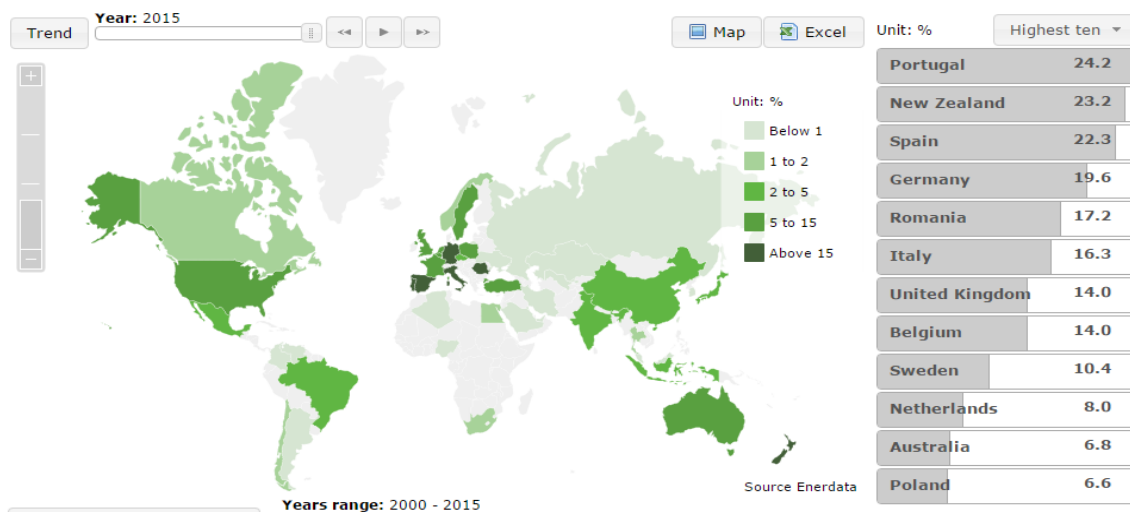 Year: 2015
Trend
Map
Excel
Unit: %
Highest ten
Unit: %
Below 1
1 to 2
2 to 5
5 to 15
Above 15
Portugal 24.2
New Zealand 23.2
Spain 22.3
Germany 19.6
Romania 17.2
Italy 16.3
United Kingdom 14.0
Belgium 14.0
Sweden 10.4
Netherlands 8.0
Australia 6.8
Poland 6.6
Source Enerdata
Years range: 2000 - 2015